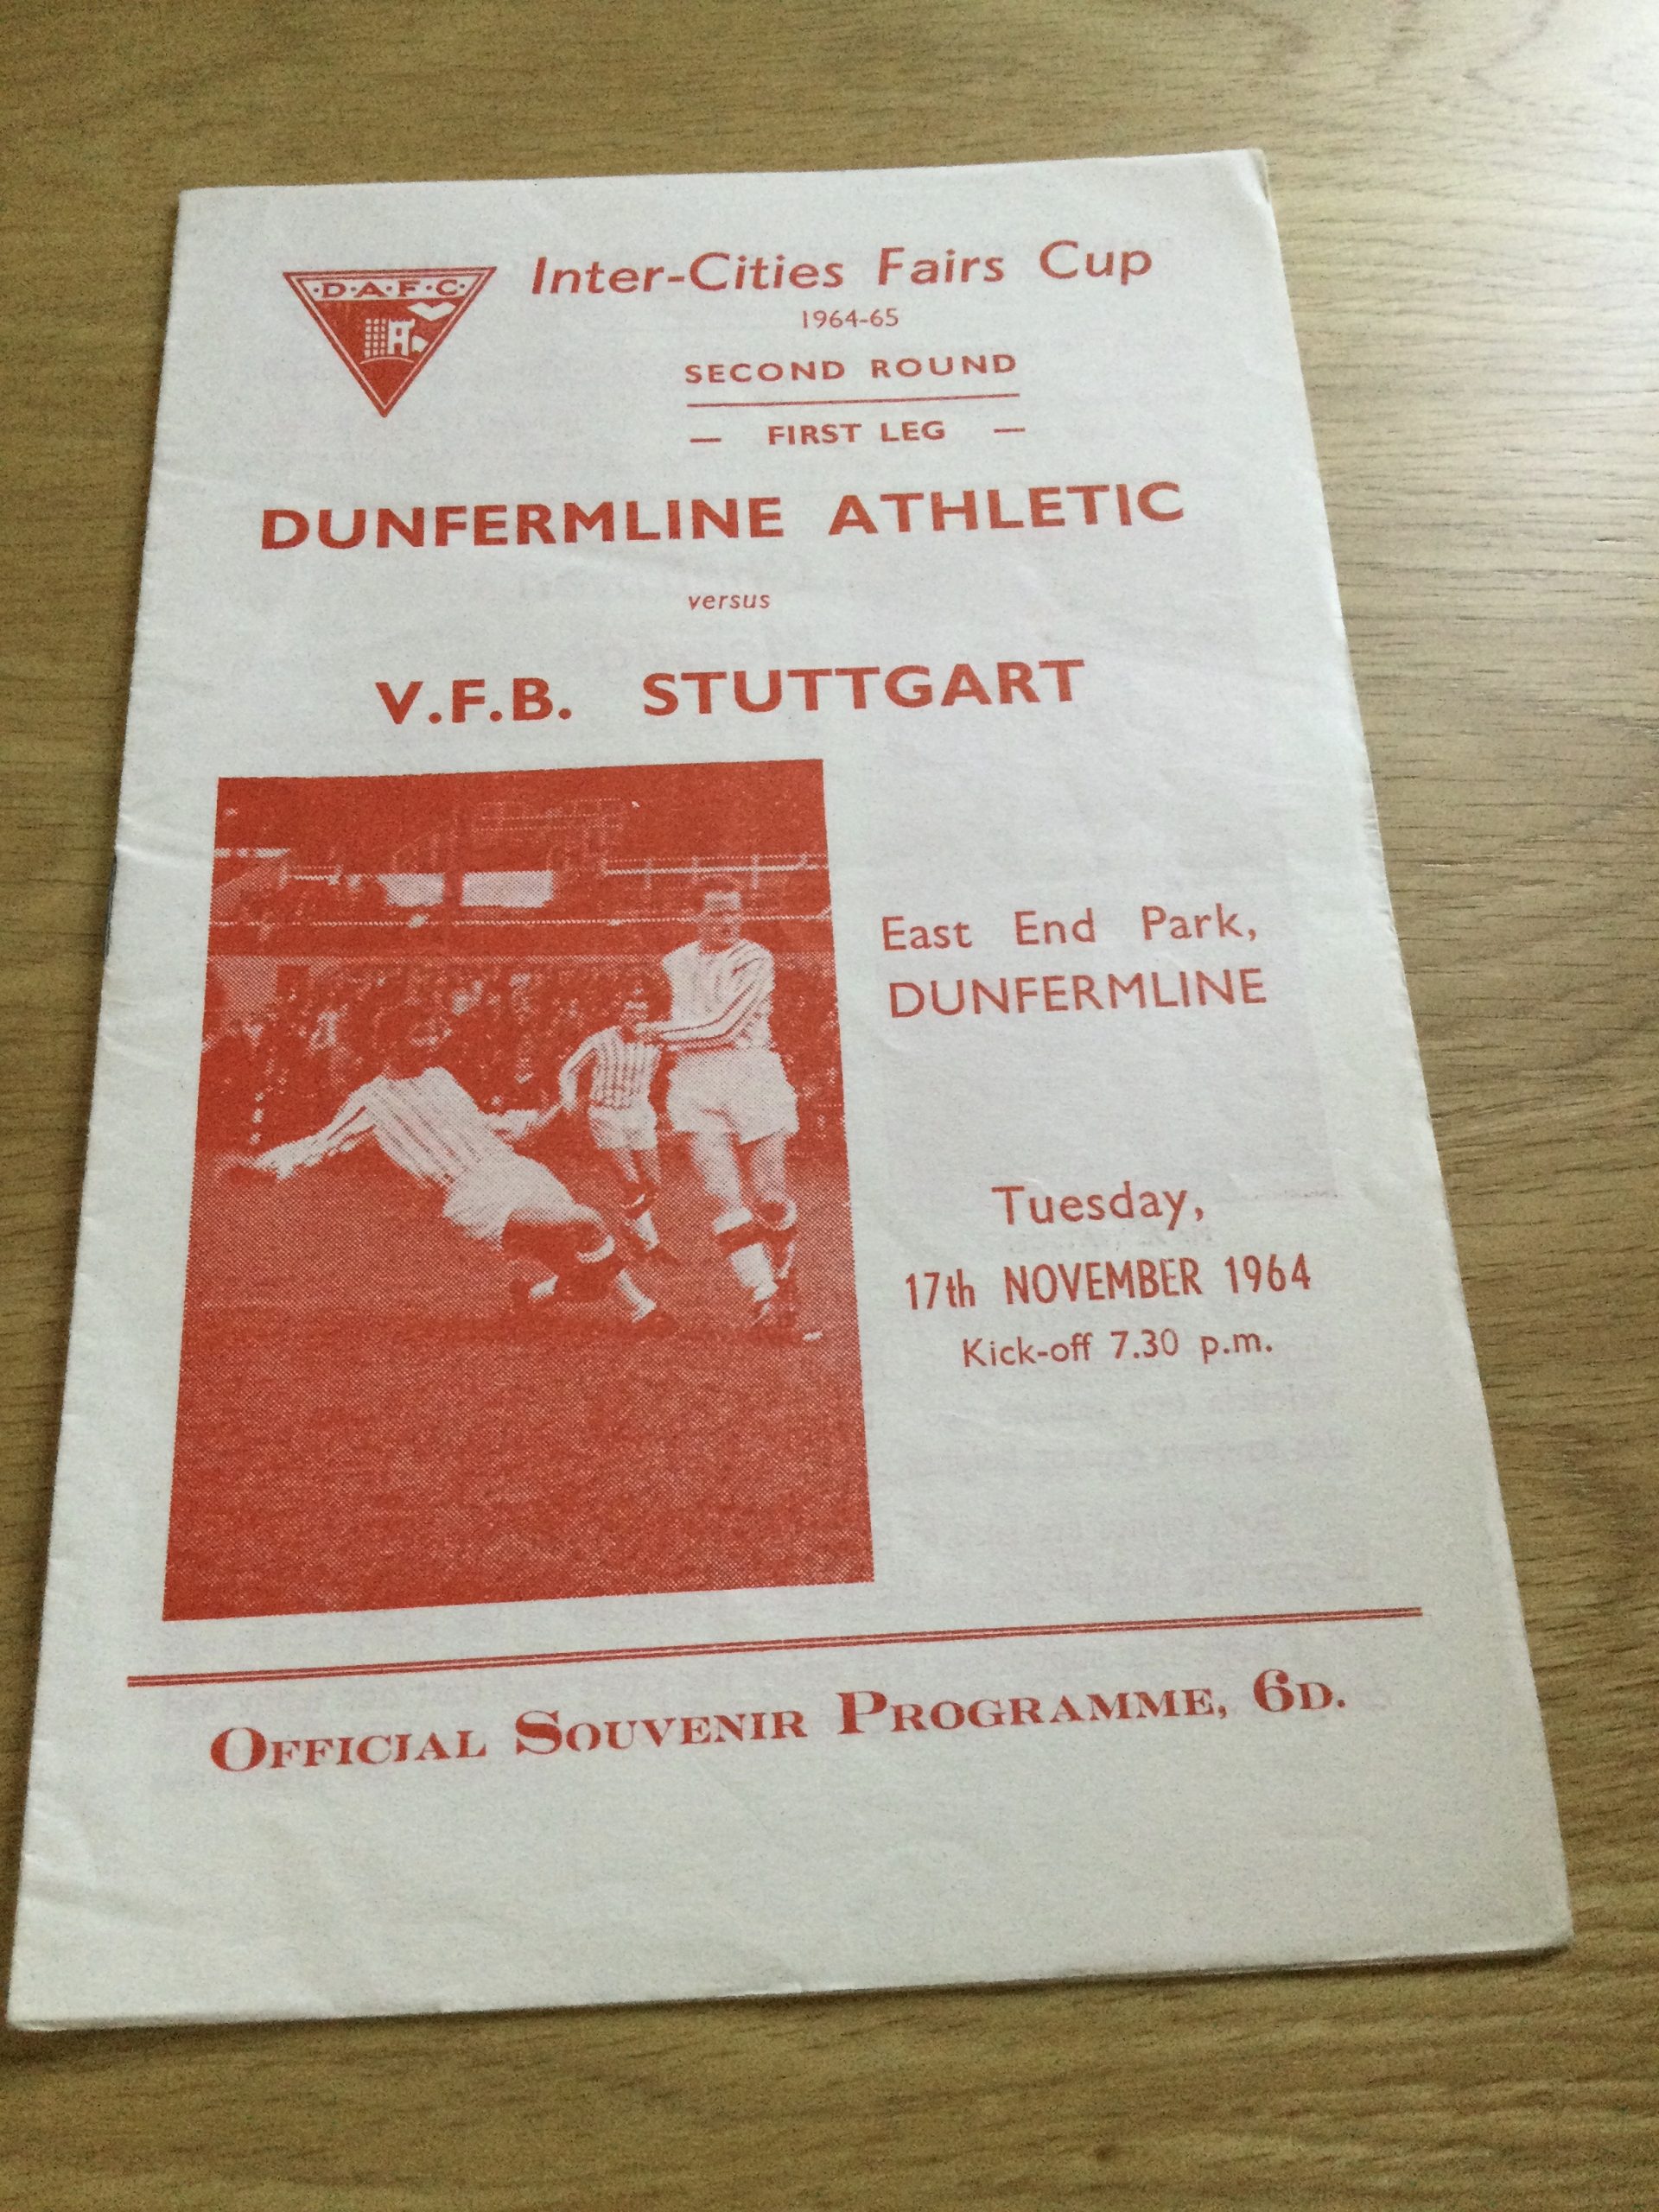 ·D·A·F·C·
Inter-Cities Fairs Cup
1964-65
SECOND ROUND
— FIRST LEG —
DUNFERMLINE ATHLETIC
versus
V.F.B. STUTTGART
East End Park,
DUNFERMLINE
Tuesday,
17th NOVEMBER 1964
Kick-off 7.30 p.m.
OFFICIAL SOUVENIR PROGRAMME, 6D.